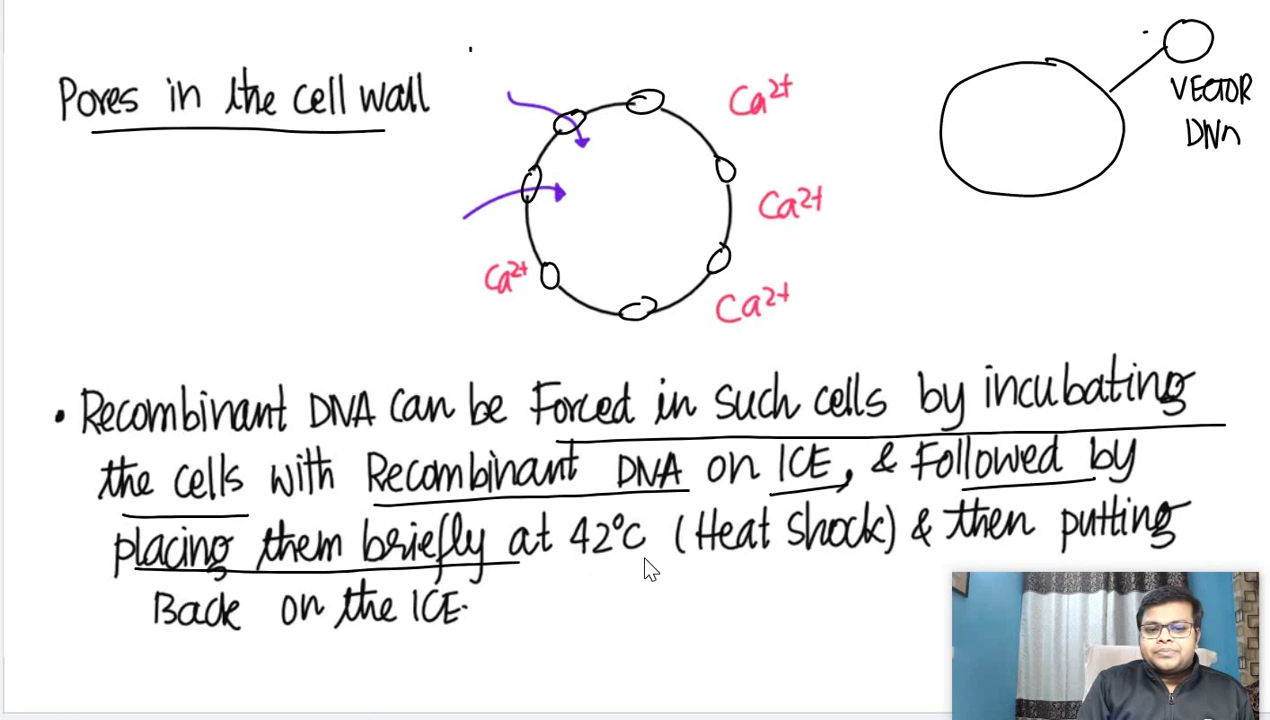 Pores in the cell wall
Ca2+
Ca2+
Ca2+
Ca2+
VECTOR
DNA
• Recombinant DNA can be Forced in such cells by incubating
the cells with Recombinant DNA on ICE, & Followed by
placing them briefly at 42°C (Heat Shock) & then putting
Back on the ICE.